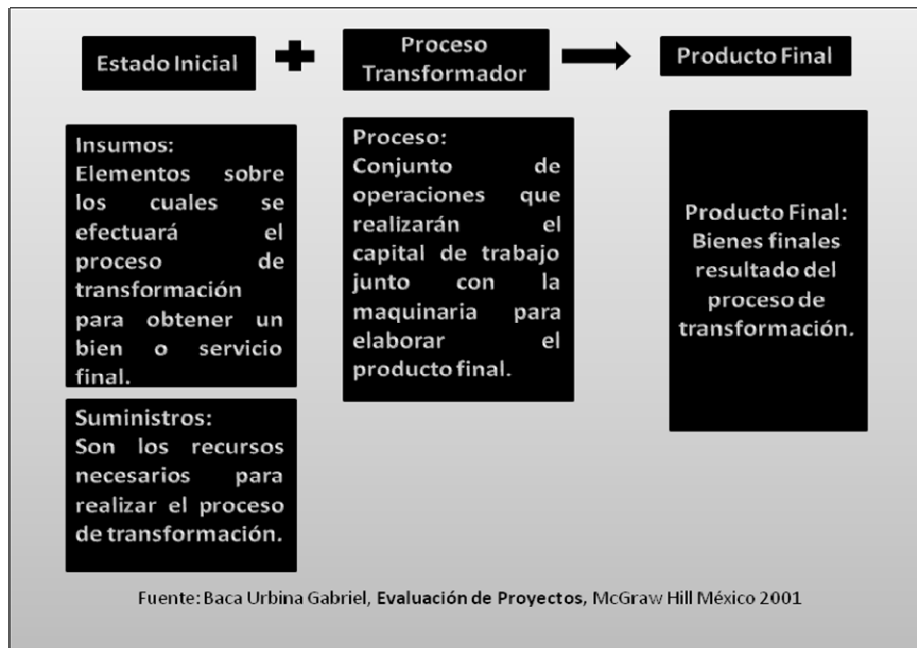 Estado Inicial
Proceso
Transformador
Producto Final
Insumos:
Elementos sobre
los cuales se
efectuará el
proceso de
transformación
para obtener un
bien o servicio
final.
Suministros:
Son los recursos
necesarios para
realizar el proceso
de transformación.
Proceso:
Conjunto de
operaciones que
realizarán el
capital de trabajo
junto con la
maquinaria para
elaborar el
producto final.
Producto Final:
Bienes finales
resultado del
proceso de
transformación.
Fuente: Baca Urbina Gabriel, Evaluación de Proyectos, McGraw Hill México 2001